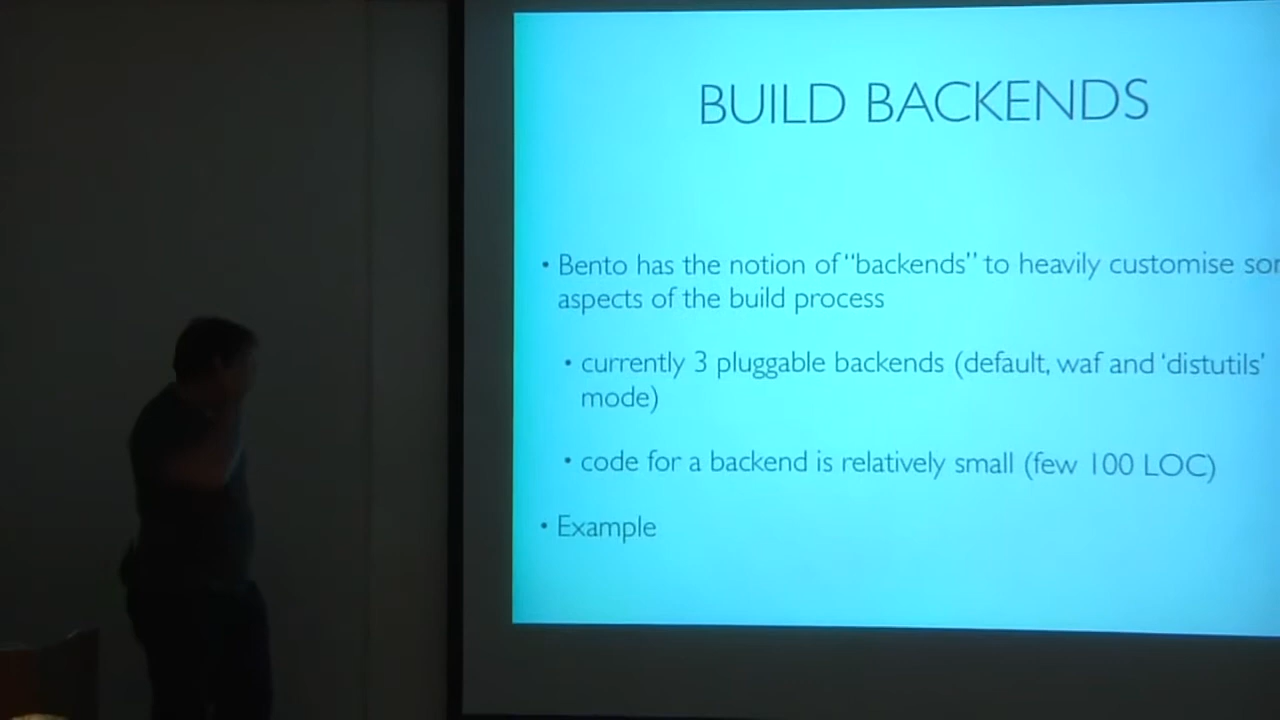 BUILD BACKENDS
• Bento has the notion of “backends” to heavily customise
aspects of the build process
• currently 3 pluggable backends (default, waf and ‘distutils’
mode)
• code for a backend is relatively small (few 100 LOC)
• Example